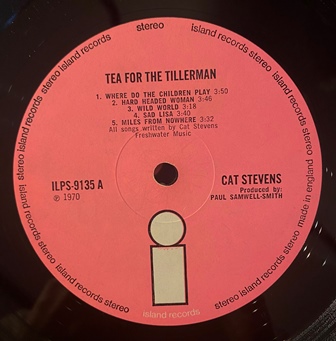 island records stereo island records stereo island records stereo island records
TEA FOR THE TILLERMAN
1. WHERE DO THE CHILDREN PLAY 3:50
2. HARD HEADED WOMAN 3:46
3. WILD WORLD 3:18
4. SAD LISA 3:40
5. MILES FROM NOWHERE 3:32
All songs written by Cat Stevens
Freshwater Music
ILPS-9135 A
℗ 1970
CAT STEVENS
Produced by:
PAUL SAMWELL-SMITH
i
island records
made in england
stereo island records stereo island records stereo